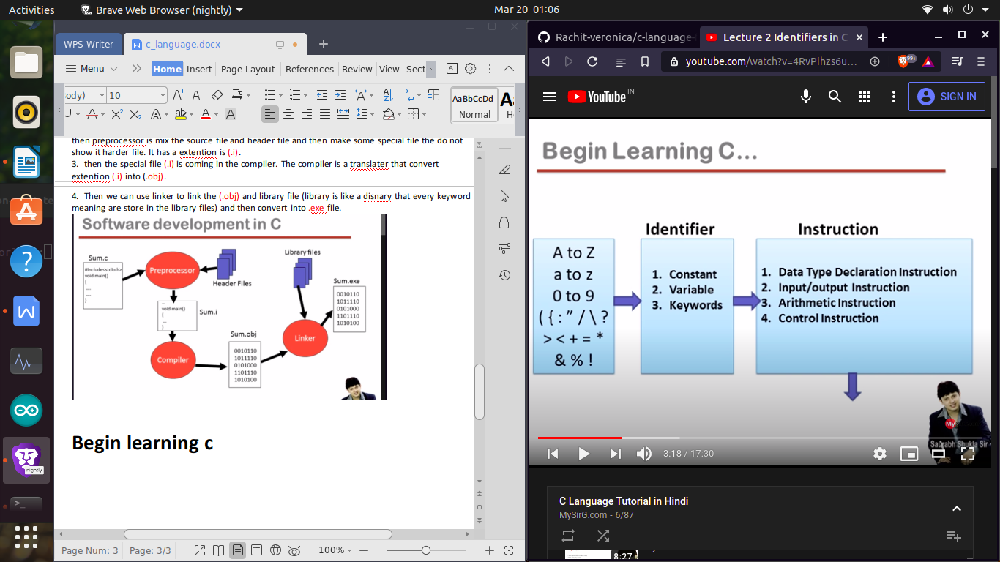 Activities
Brave Web Browser (nightly)
Mar 20 01:06
WPS Writer
c_language.docx
Menu
Home
Insert
Page Layout
References
Review
View
Sect
ody)
10
AaBbCcDd
Normal
then preprocessor is mix the source file and header file and then make some special file the do not
show it harder file. It has a extention is (.i).
3. then the special file (.i) is coming in the compiler. The compiler is a translater that convert
extention (.i) into (.obj).
4. Then we can use linker to link the (.obj) and library file (library is like a disnary that every keyword
meaning are store in the library files) and then convert into .exe file.
Software development in C
Sum.c
#include<stdio.h>
void main()
{
}
Preprocessor
Header Files
Library files
Sum.exe
0010110
1011110
0101000
1101110
1010100
void main()
{
}
Sum.i
Sum.obj
Linker
Compiler
0010110
1011110
0101000
1101110
1010100
Begin learning c
Page Num: 3
Page: 3/3
100%
Rachit-veronica/c-language-
Lecture 2 Identifiers in C
youtube.com/watch?v=4RvPihzs6u...
99+
YouTube IN
SIGN IN
Begin Learning C...
Identifier
Instruction
A to Z
a to z
0 to 9
( { : ” / \ ?
> < + = *
& % !
1. Constant
2. Variable
3. Keywords
1. Data Type Declaration Instruction
2. Input/output Instruction
3. Arithmetic Instruction
4. Control Instruction
Saurabh Shukla Sir
3:18 / 17:30
C Language Tutorial in Hindi
MySirG.com - 6/87
8:27
nightly